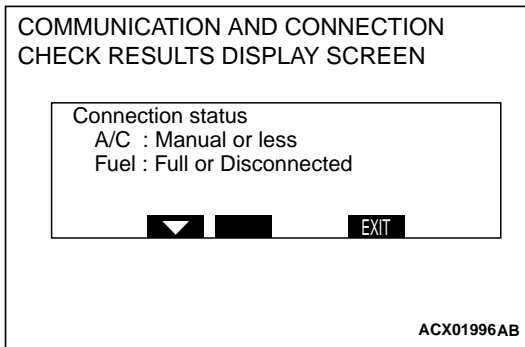 COMMUNICATION AND CONNECTION
CHECK RESULTS DISPLAY SCREEN
Connection status
A/C : Manual or less
Fuel : Full or Disconnected
EXIT
ACX01996AB